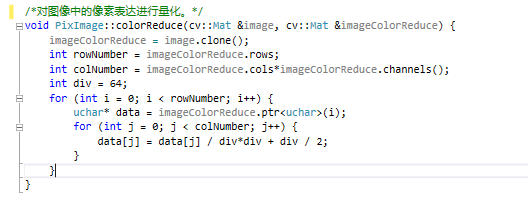 /*对图像中的像素表达进行量化。*/
void PixImage::colorReduce(cv::Mat &image, cv::Mat &imageColorReduce) {
    imageColorReduce = image.clone();
    int rowNumber = imageColorReduce.rows;
    int colNumber = imageColorReduce.cols*imageColorReduce.channels();
    int div = 64;
    for (int i = 0; i < rowNumber; i++) {
        uchar* data = imageColorReduce.ptr<uchar>(i);
        for (int j = 0; j < colNumber; j++) {
            data[j] = data[j] / div*div + div / 2;
        }
    }
}